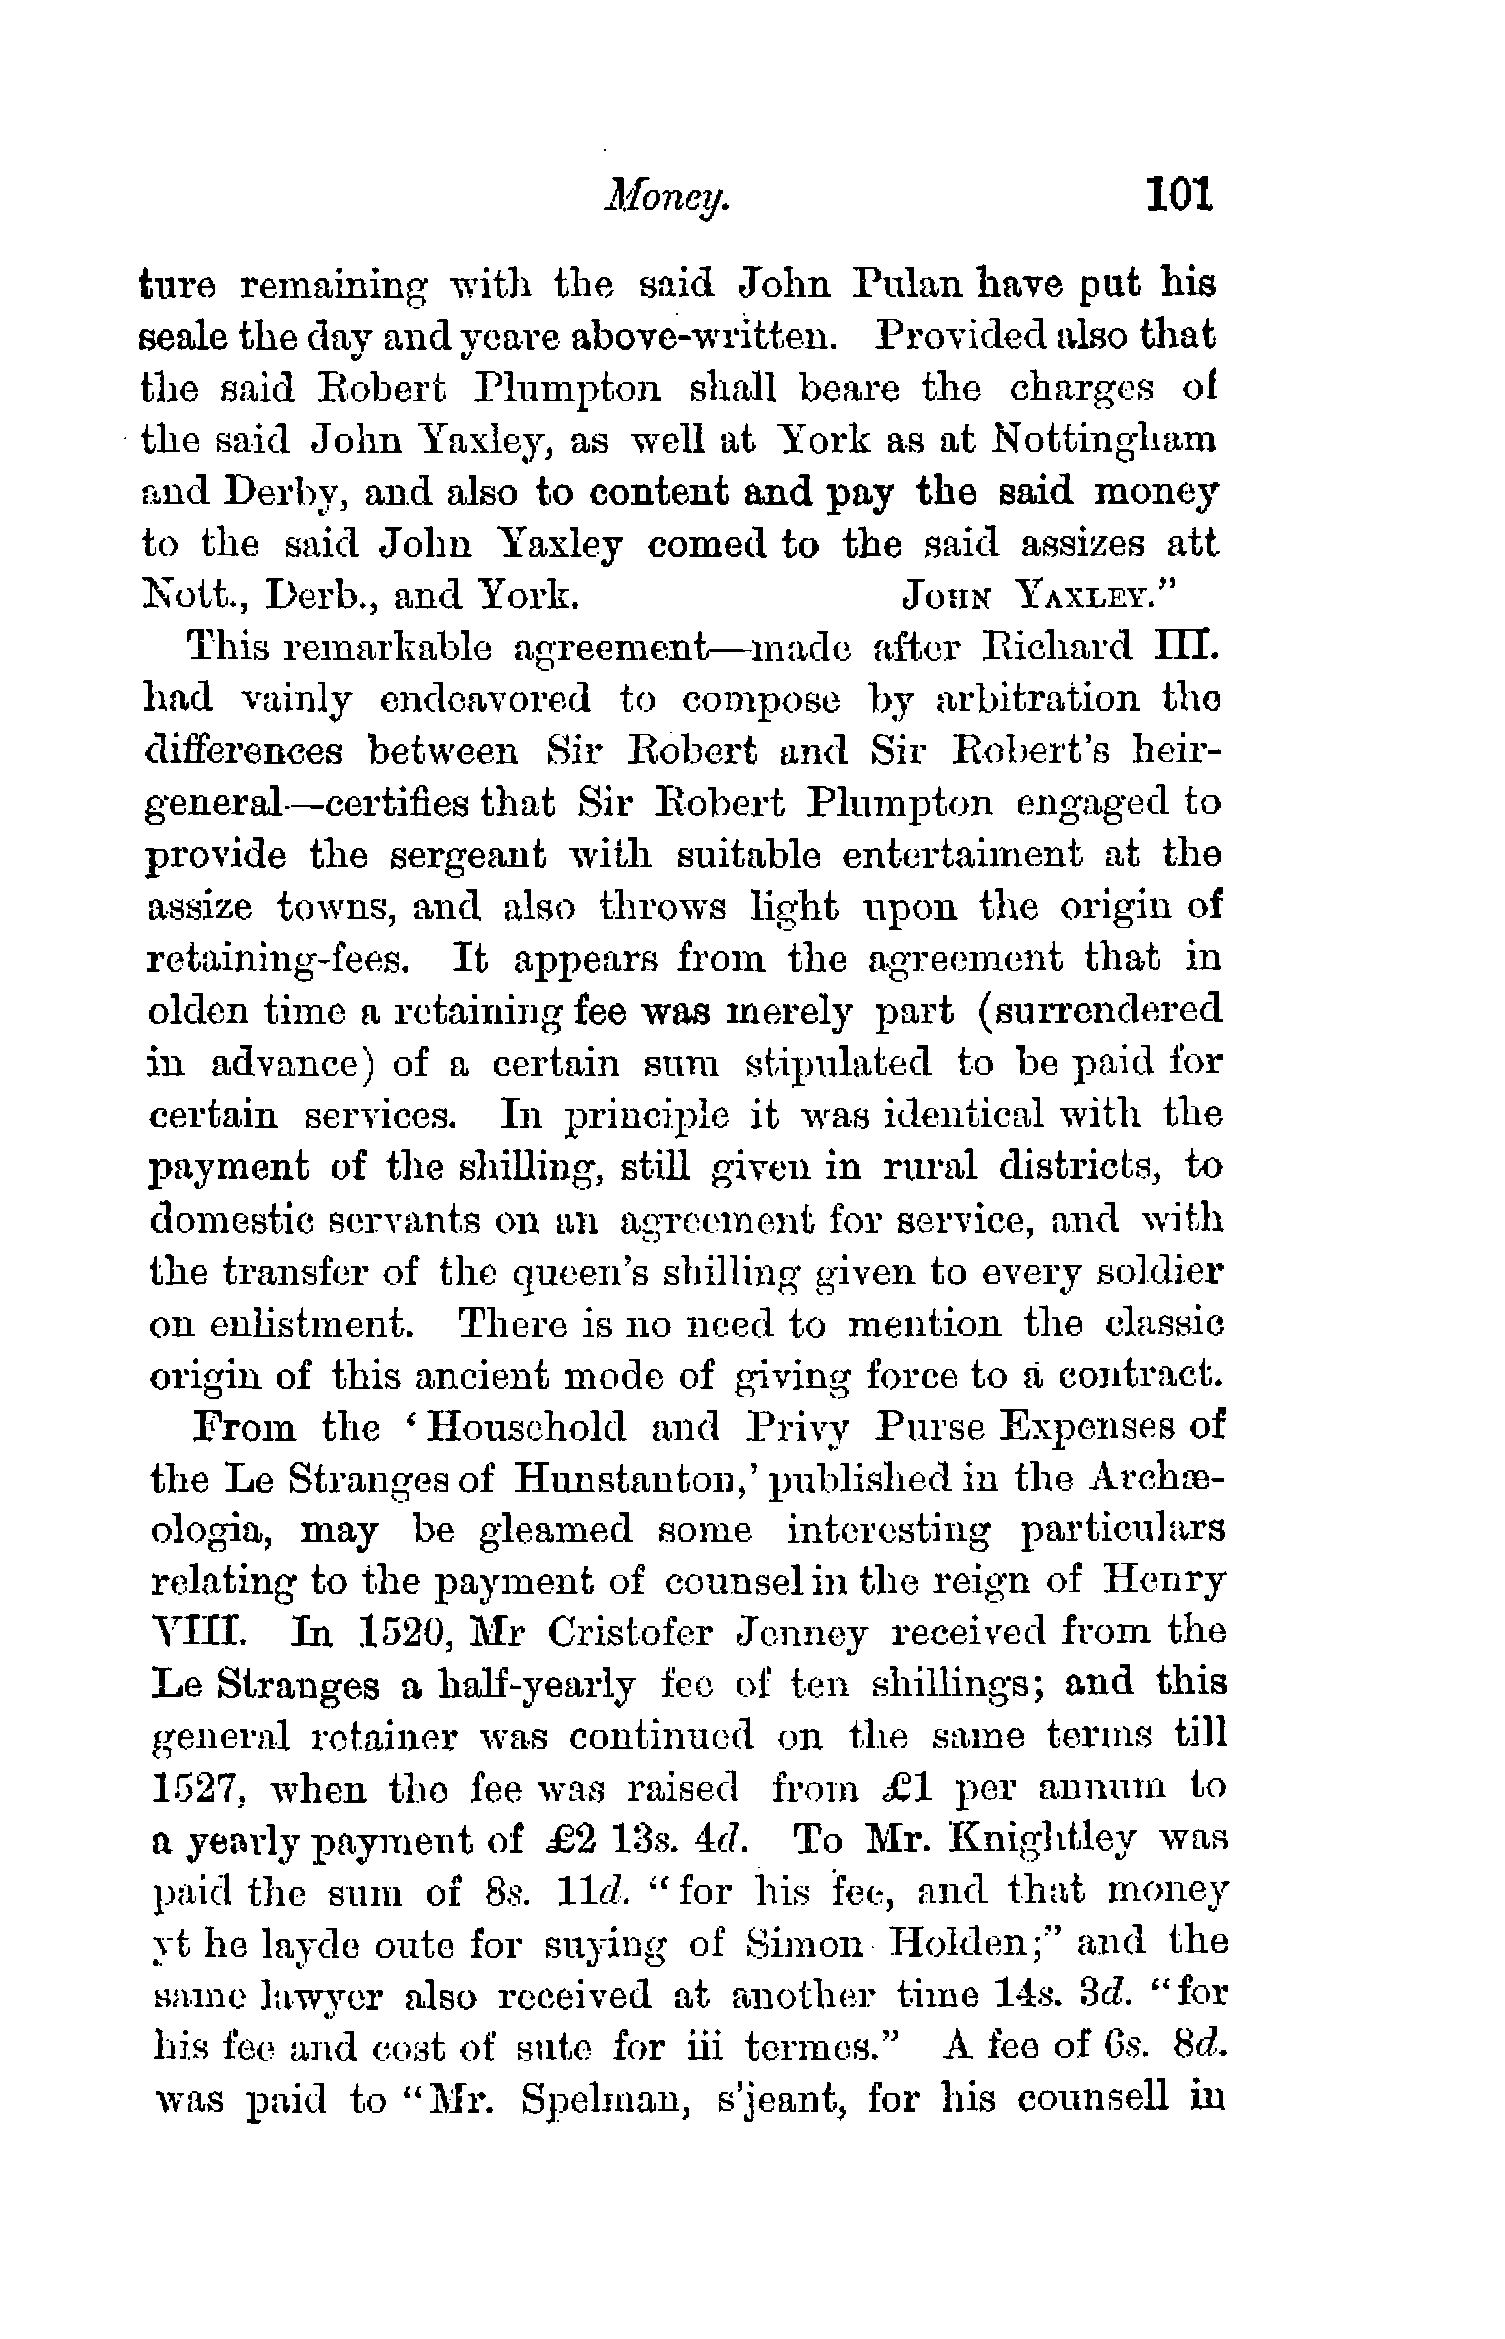 Money. 101
ture remaining with the said John Pulan have put his
seale the day and yeare above-written. Provided also that
the said Robert Plumpton shall beare the charges of
the said John Yaxley, as well at York as at Nottingham
and Derby, and also to content and pay the said money
to the said John Yaxley comed to the said assizes att
Nott., Derb., and York. JOHN YAXLEY."
This remarkable agreement—made after Richard III.
had vainly endeavored to compose by arbitration the
differences between Sir Robert and Sir Robert's heir-
general—certifies that Sir Robert Plumpton engaged to
provide the sergeant with suitable entertaiment at the
assize towns, and also throws light upon the origin of
retaining-fees. It appears from the agreement that in
olden time a retaining fee was merely part (surrendered
in advance) of a certain sum stipulated to be paid for
certain services. In principle it was identical with the
payment of the shilling, still given in rural districts, to
domestic servants on an agreement for service, and with
the transfer of the queen's shilling given to every soldier
on enlistment. There is no need to mention the classic
origin of this ancient mode of giving force to a contract.
From the 'Household and Privy Purse Expenses of
the Le Stranges of Hunstanton,' published in the Archæ-
ologia, may be gleamed some interesting particulars
relating to the payment of counsel in the reign of Henry
VIII. In 1520, Mr Cristofer Jenney received from the
Le Stranges a half-yearly fee of ten shillings; and this
general retainer was continued on the same terms till
1527, when the fee was raised from £1 per annum to
a yearly payment of £2 13s. 4d. To Mr. Knightley was
paid the sum of 8s. 11d. "for his fee, and that money
yt he layde oute for suying of Simon Holden;" and the
same lawyer also received at another time 14s. 3d. "for
his fee and cost of sute for iii termes." A fee of 6s. 8d.
was paid to "Mr. Spelman, s'jeant, for his counsell in